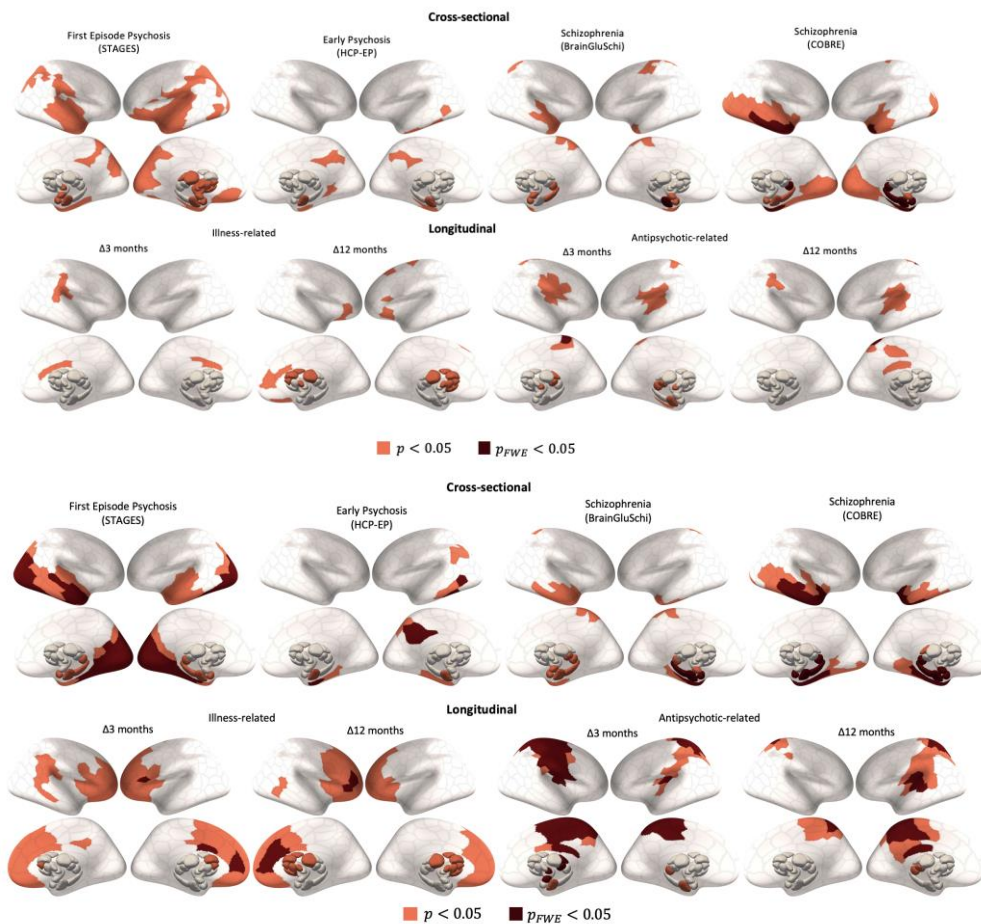 Cross-sectional
First Episode Psychosis
(STAGES)
Early Psychosis
(HCP-EP)
Schizophrenia
(BrainGluSchi)
Schizophrenia
(COBRE)
Illness-related
Longitudinal
Antipsychotic-related
Δ3 months
Δ12 months
Δ3 months
Δ12 months
p < 0.05
p_FWE < 0.05
Cross-sectional
First Episode Psychosis
(STAGES)
Early Psychosis
(HCP-EP)
Schizophrenia
(BrainGluSchi)
Schizophrenia
(COBRE)
Illness-related
Longitudinal
Antipsychotic-related
Δ3 months
Δ12 months
Δ3 months
Δ12 months
p < 0.05
p_FWE < 0.05